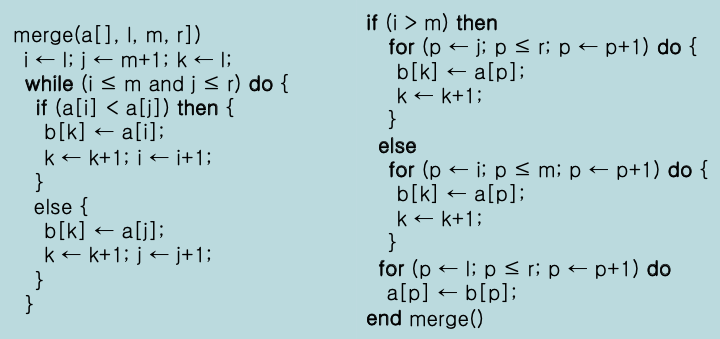 merge(a[], l, m, r])
i ← l; j ← m+1; k ← l;
while (i ≤ m and j ≤ r) do {
if (a[i] < a[j]) then {
b[k] ← a[i];
k ← k+1; i ← i+1;
}
else {
b[k] ← a[j];
k ← k+1; j ← j+1;
}
}
if (i > m) then
for (p ← j; p ≤ r; p ← p+1) do {
b[k] ← a[p];
k ← k+1;
}
else
for (p ← i; p ≤ m; p ← p+1) do {
b[k] ← a[p];
k ← k+1;
}
for (p ← l; p ≤ r; p ← p+1) do
a[p] ← b[p];
end merge()